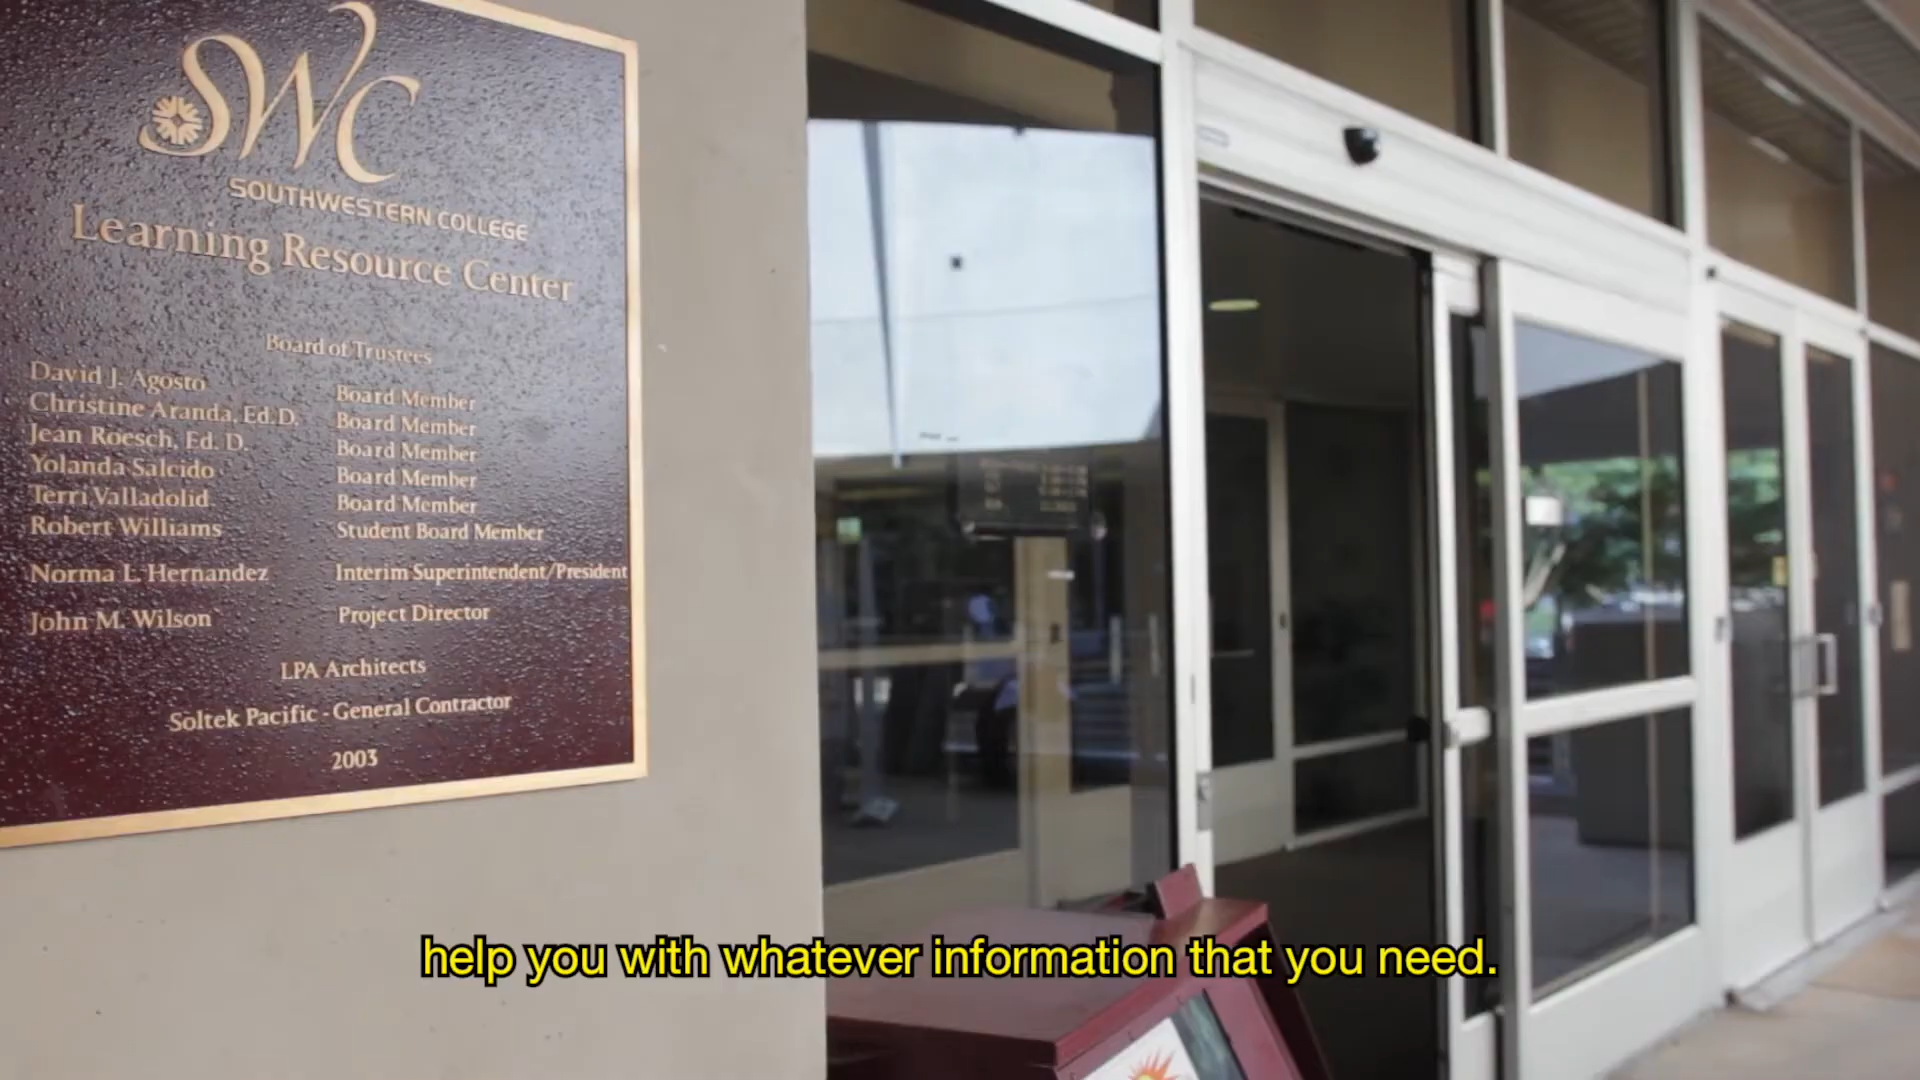 SWC
SOUTHWESTERN COLLEGE
Learning Resource Center
Board of Trustees
David J. Agosto Board Member
Christine Aranda, Ed.D. Board Member
Jean Roesch, Ed. D. Board Member
Yolanda Salcido Board Member
Terri Valladolid Board Member
Robert Williams Student Board Member
Norma L. Hernandez Interim Superintendent/President
John M. Wilson Project Director
LPA Architects
Soltek Pacific - General Contractor
2003
help you with whatever information that you need.